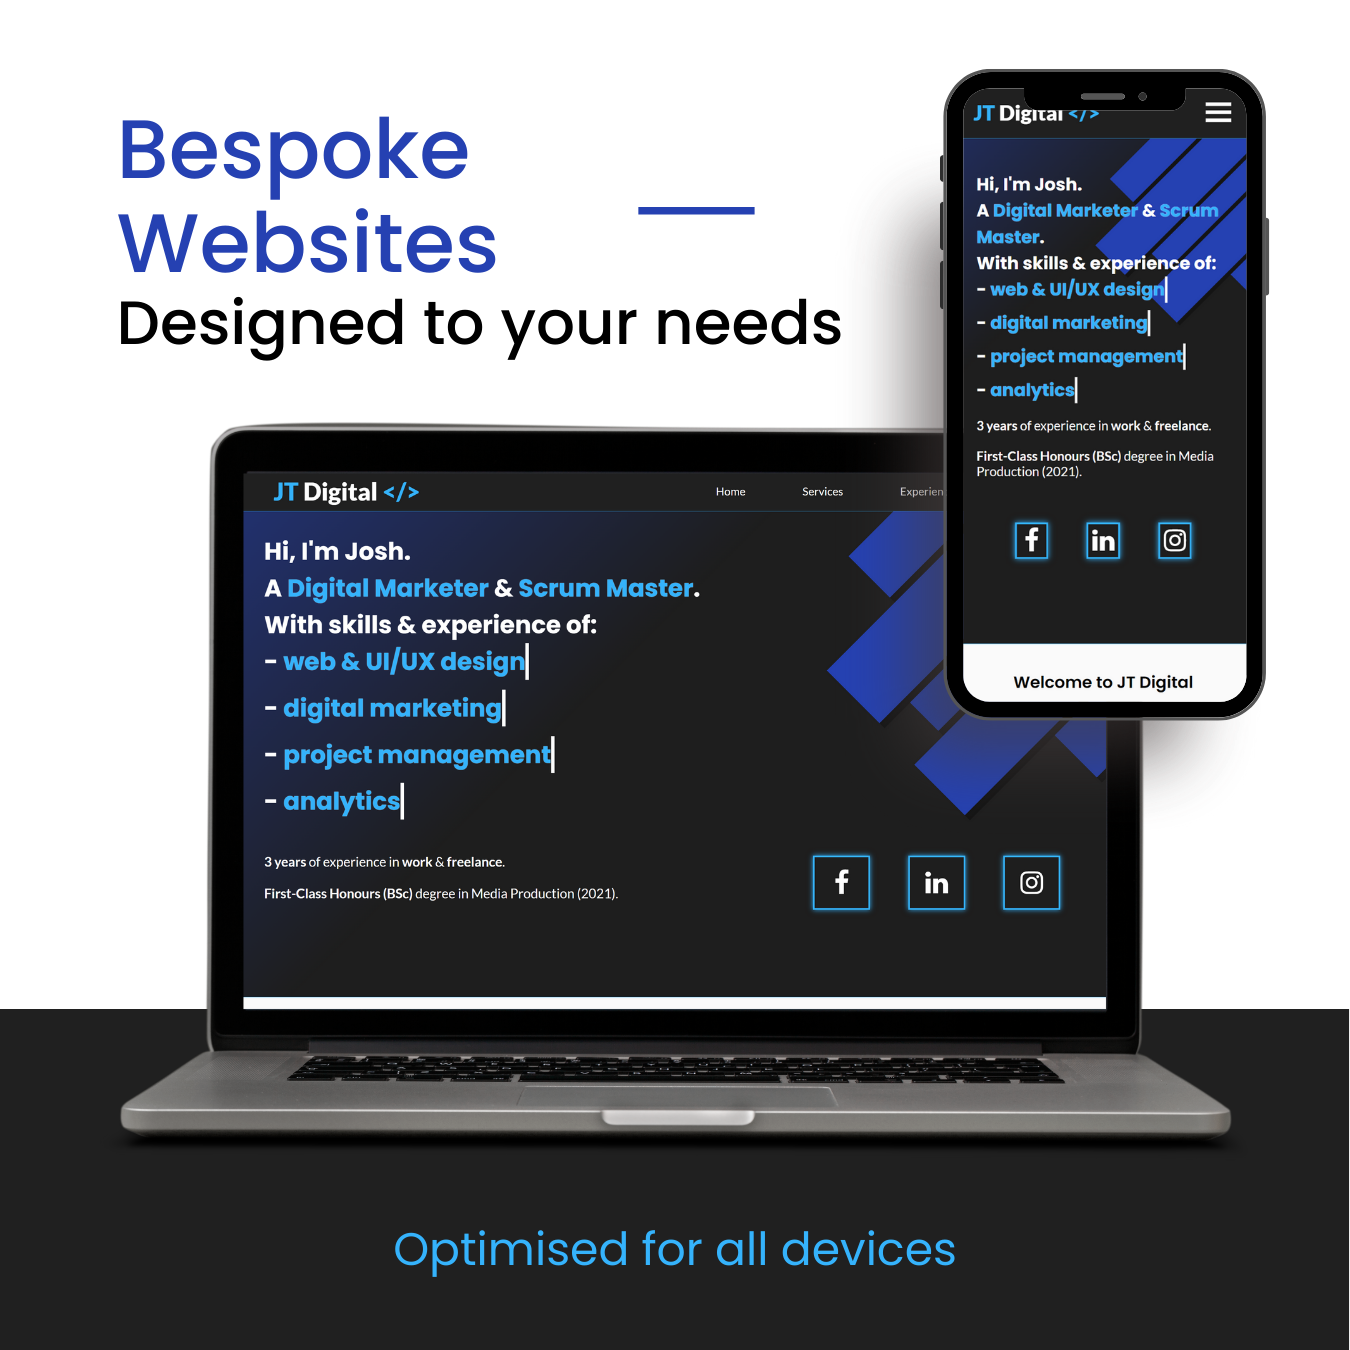 Bespoke
Websites
Designed to your needs
JT Digital </>
Hi, I'm Josh.
A Digital Marketer & Scrum
Master.
With skills & experience of:
- web & UI/UX design
- digital marketing
- project management
- analytics
3 years of experience in work & freelance.
First-Class Honours (BSc) degree in Media
Production (2021).
Welcome to JT Digital
JT Digital </>
Home Services Experien
Hi, I'm Josh.
A Digital Marketer & Scrum Master.
With skills & experience of:
- web & UI/UX design
- digital marketing
- project management
- analytics
3 years of experience in work & freelance.
First-Class Honours (BSc) degree in Media Production (2021).
Optimised for all devices